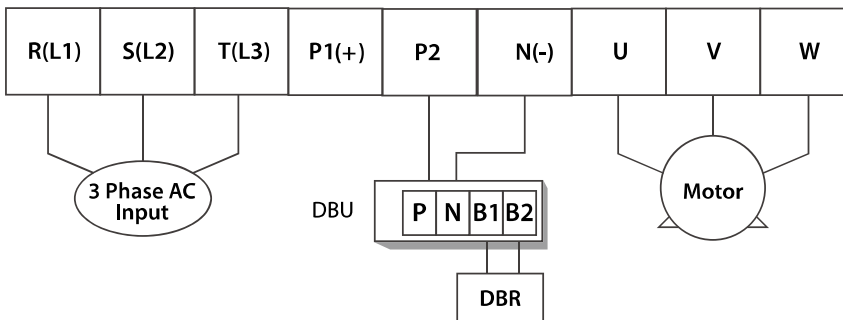 R(L1) S(L2) T(L3) P1(+) P2 N(-) U V W
3 Phase AC
Input
Motor
DBU
P N B1 B2
DBR